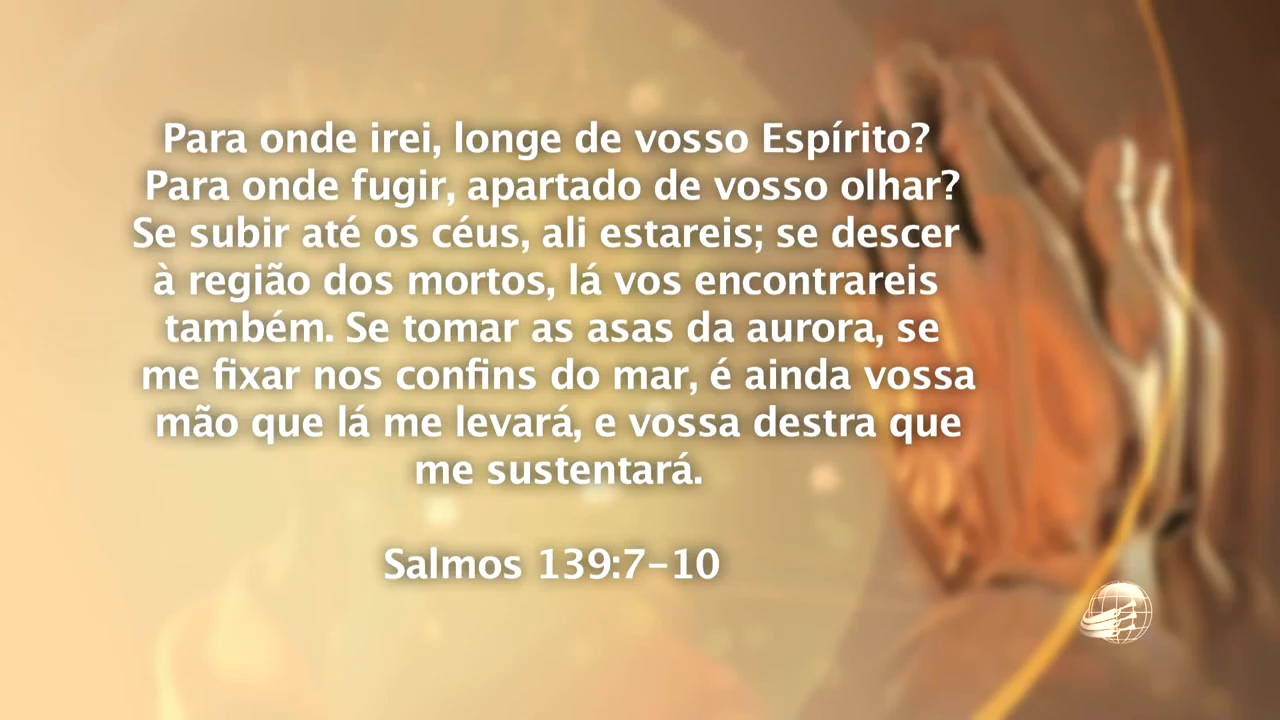 Para onde irei, longe de vosso Espírito?
Para onde fugir, apartado de vosso olhar?
Se subir até os céus, ali estareis; se descer
à região dos mortos, lá vos encontrareis
também. Se tomar as asas da aurora, se
me fixar nos confins do mar, é ainda vossa
mão que lá me levará, e vossa destra que
me sustentará.
Salmos 139:7-10